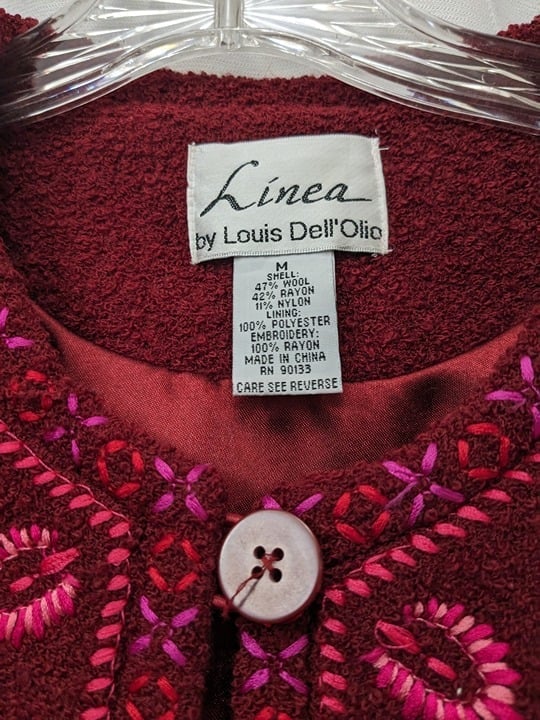 Linea
by Louis Dell'Olio
M
SHELL:
47% WOOL
42% RAYON
11% NYLON
LINING:
100% POLYESTER
EMBROIDERY:
100% RAYON
MADE IN CHINA
RN 90133
CARE SEE REVERSE